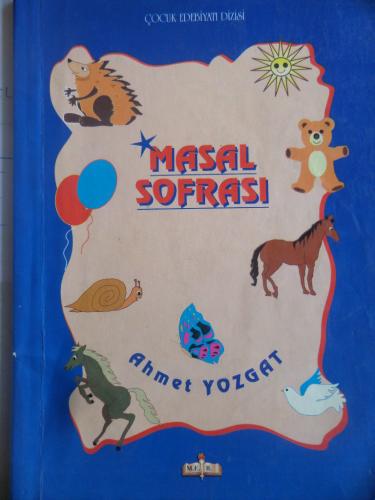 ÇOCUK EDEBİYATI DİZİSİ
MASAL
SOFRASI
Ahmet YOZGAT
M.E. B.